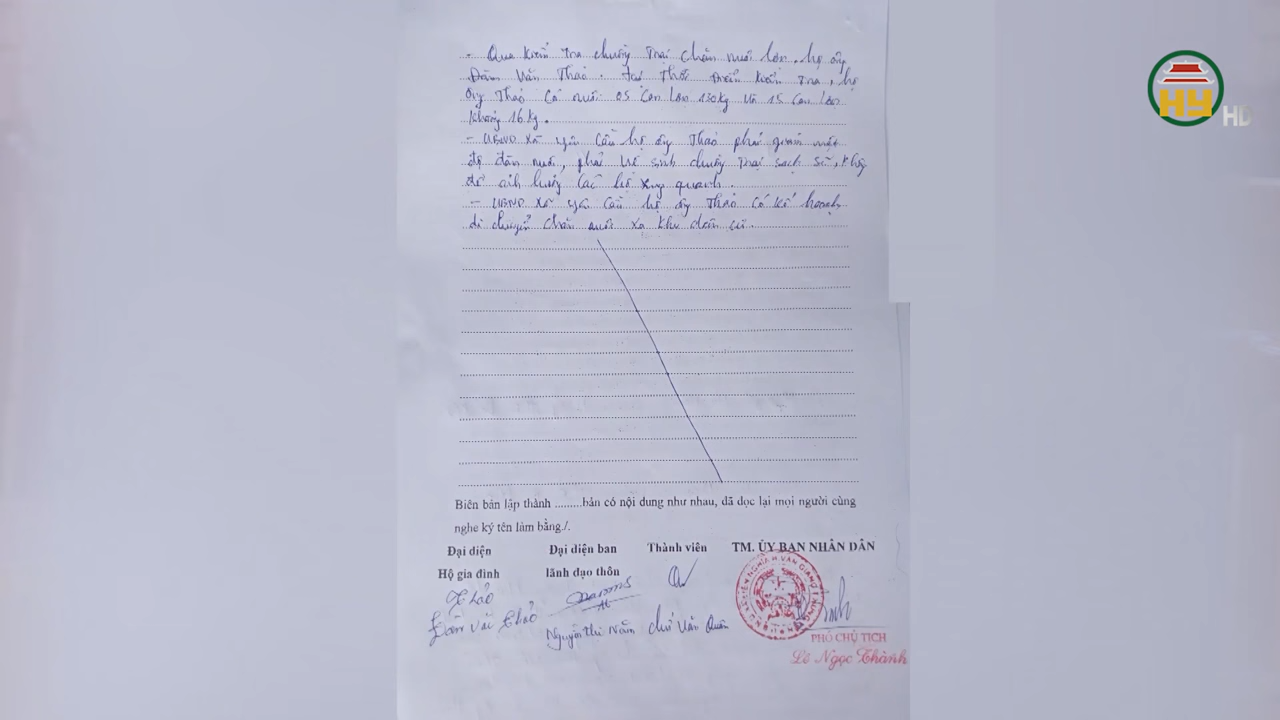 - Qua kiểm tra chuồng trại chăn nuôi lợn hộ ông
Đàm Văn Thảo. tại thời điểm kiểm tra, hộ
ông Thảo có nuôi 05 con lợn 130kg và 15 con lợn
khoảng 16kg.
- UBND xã yêu cầu hộ ông Thảo phải giảm mật
độ đàn nuôi, phải vệ sinh chuồng trại sạch sẽ, không
để ảnh hưởng các hộ xung quanh.
- UBND xã yêu cầu hộ ông Thảo có kế hoạch
di chuyển chăn nuôi xa khu dân cư.
Biên bản lập thành .........bản có nội dung như nhau, đã đọc lại mọi người cùng
nghe ký tên làm bằng./.
Đại diện Đại diện ban Thành viên TM. ỦY BAN NHÂN DÂN
Hộ gia đình lãnh đạo thôn
Thảo
Đàm Văn Thảo Nguyễn Thị Năm Chử Văn Quân
PHÓ CHỦ TỊCH
Lê Ngọc Thành
HY
HD